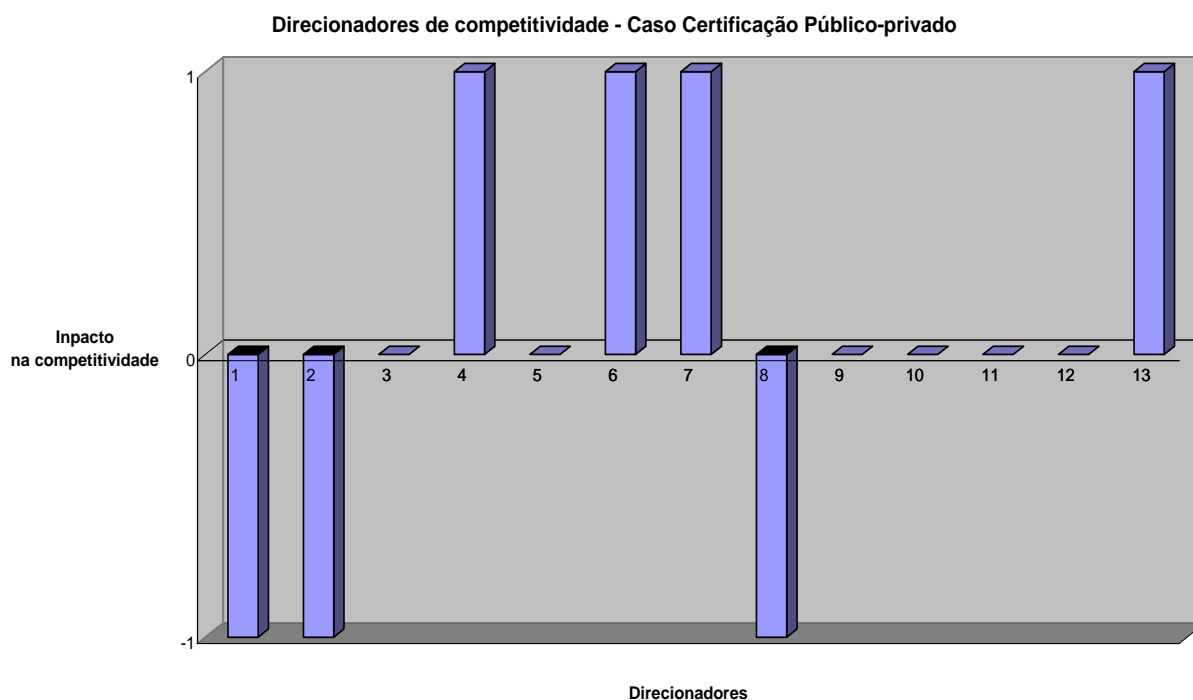 Direcionadores de competitividade - Caso Certificação Público-privado
1
Inpacto
na competitividade
0
1 2 3 4 5 6 7 8 9 10 11 12 13
-1
Direcionadores